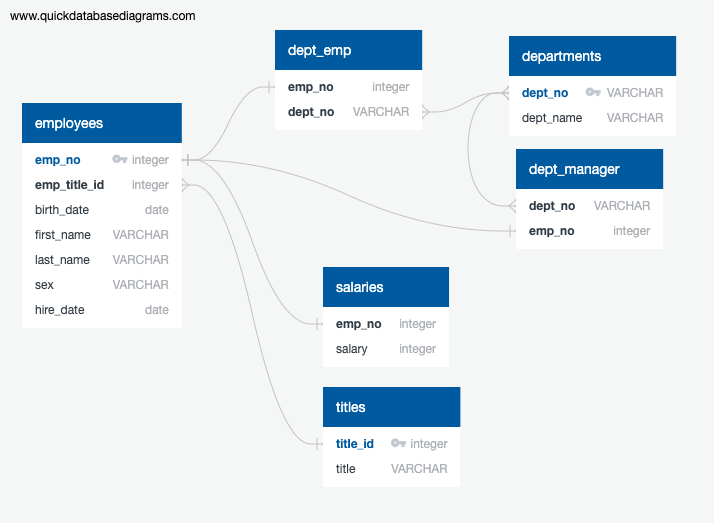 www.quickdatabasediagrams.com
dept_emp
emp_no integer
dept_no VARCHAR
departments
dept_no VARCHAR
dept_name VARCHAR
employees
emp_no integer
emp_title_id integer
birth_date date
first_name VARCHAR
last_name VARCHAR
sex VARCHAR
hire_date date
dept_manager
dept_no VARCHAR
emp_no integer
salaries
emp_no integer
salary integer
titles
title_id integer
title VARCHAR